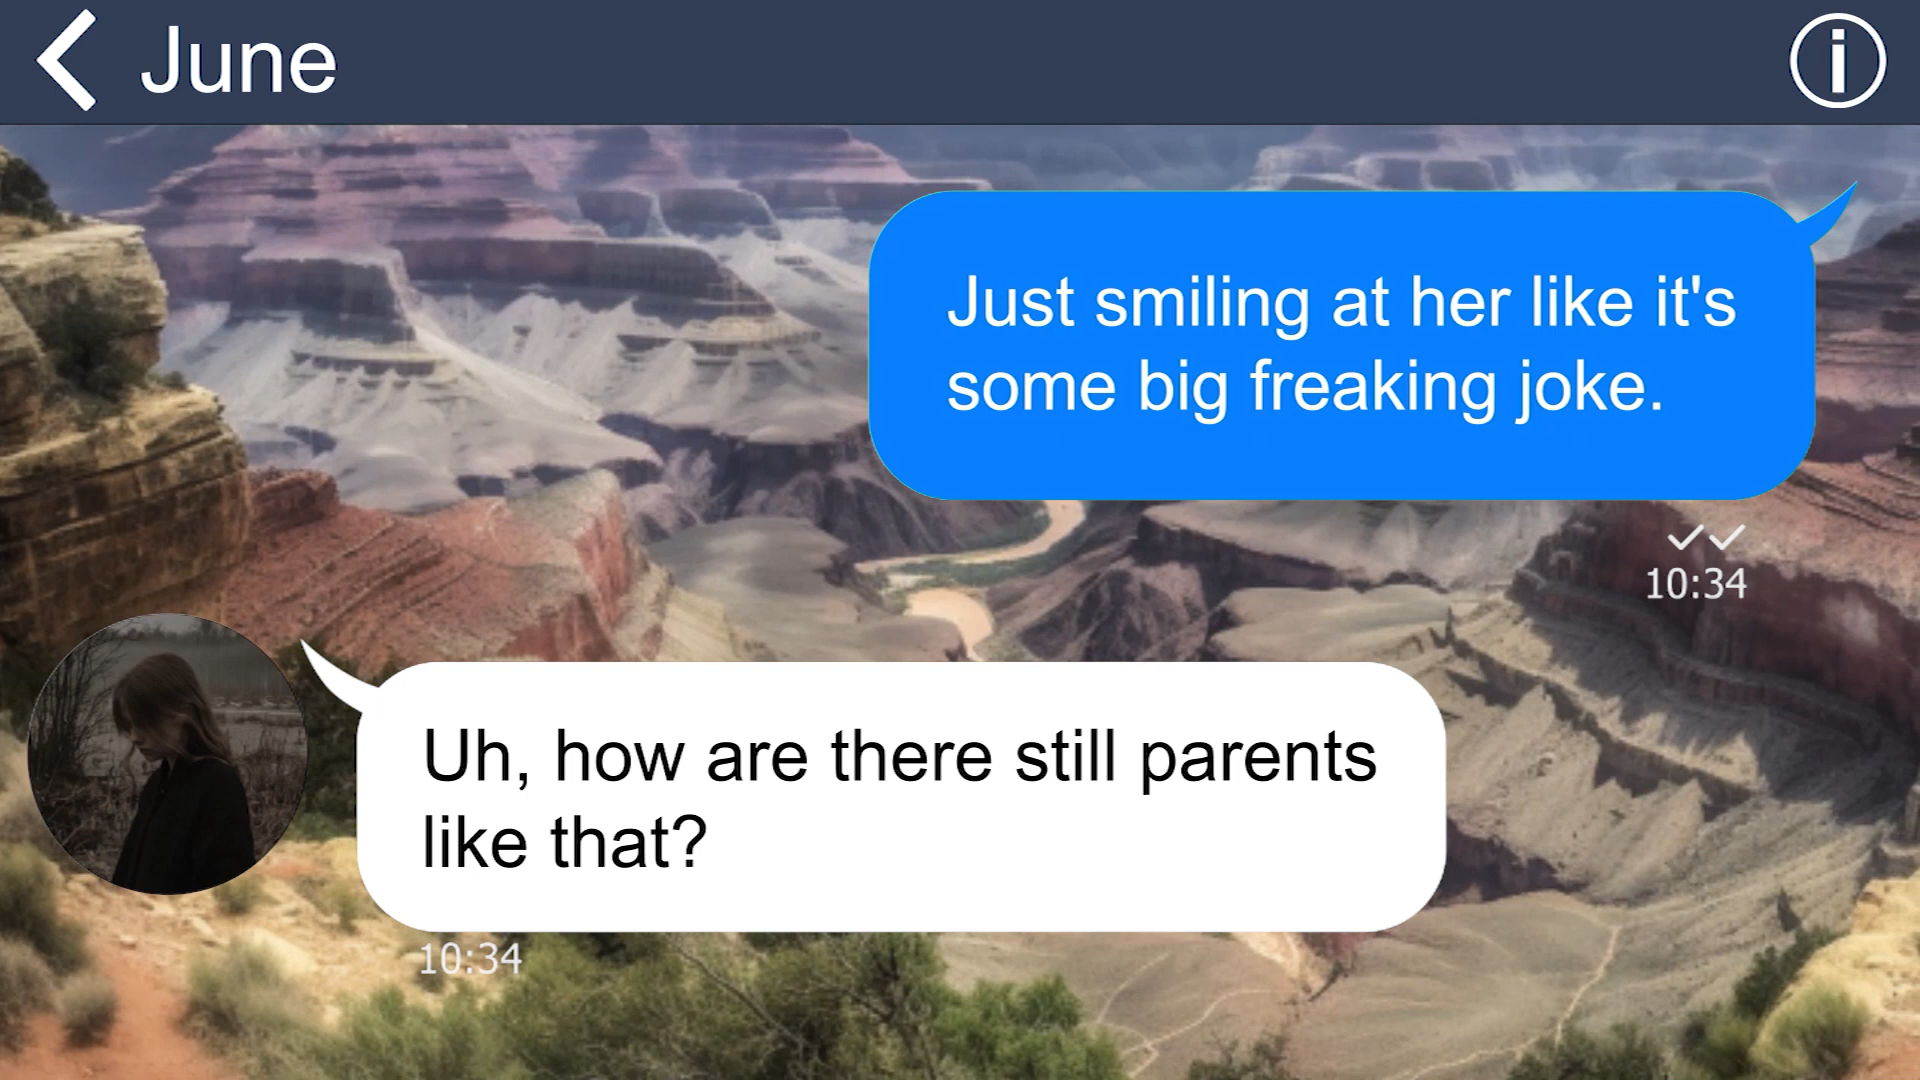 June
Just smiling at her like it's
some big freaking joke.
10:34
Uh, how are there still parents
like that?
10:34